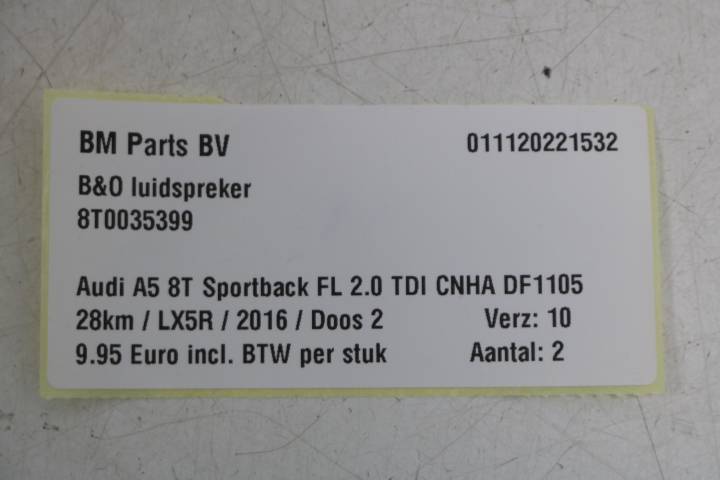 BM Parts BV 011120221532
B&O luidspreker
8T0035399
Audi A5 8T Sportback FL 2.0 TDI CNHA DF1105
28km / LX5R / 2016 / Doos 2 Verz: 10
9.95 Euro incl. BTW per stuk Aantal: 2